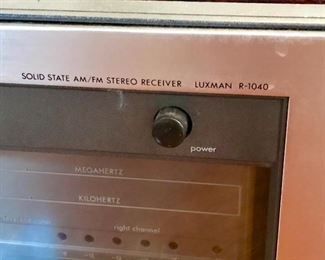 SOLID STATE AM/FM STEREO RECEIVER LUXMAN R-1040
power
MEGAHERTZ
KILOHERTZ
right channel